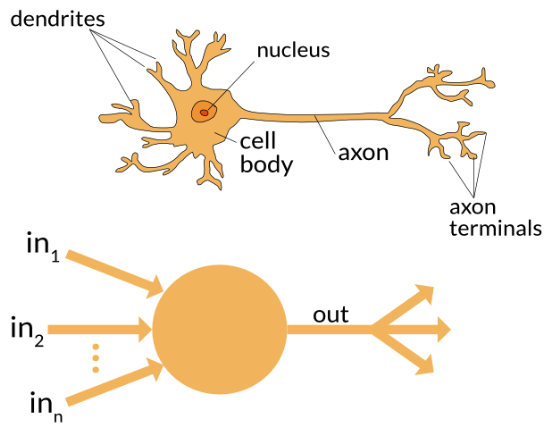 dendrites
nucleus
cell
body
axon
axon
terminals
in₁
in₂
inₙ
out